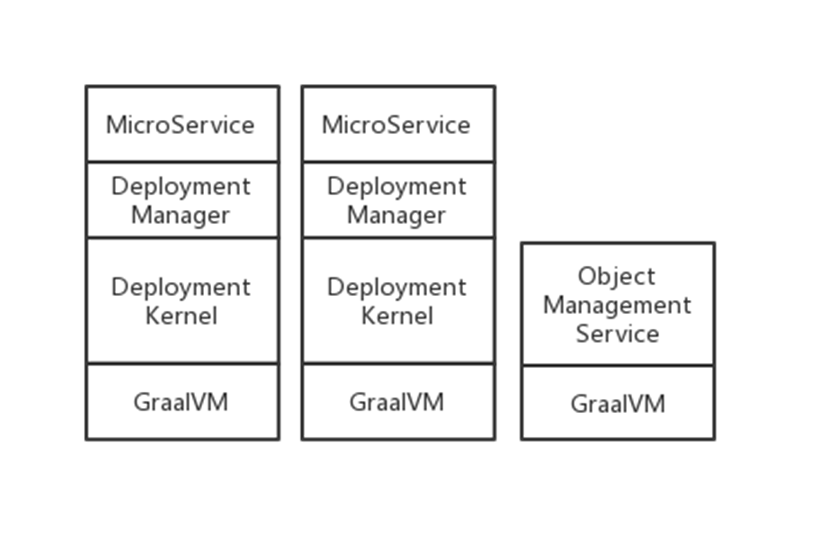 MicroService
Deployment
Manager
Deployment
Kernel
GraalVM
MicroService
Deployment
Manager
Deployment
Kernel
GraalVM
Object
Management
Service
GraalVM